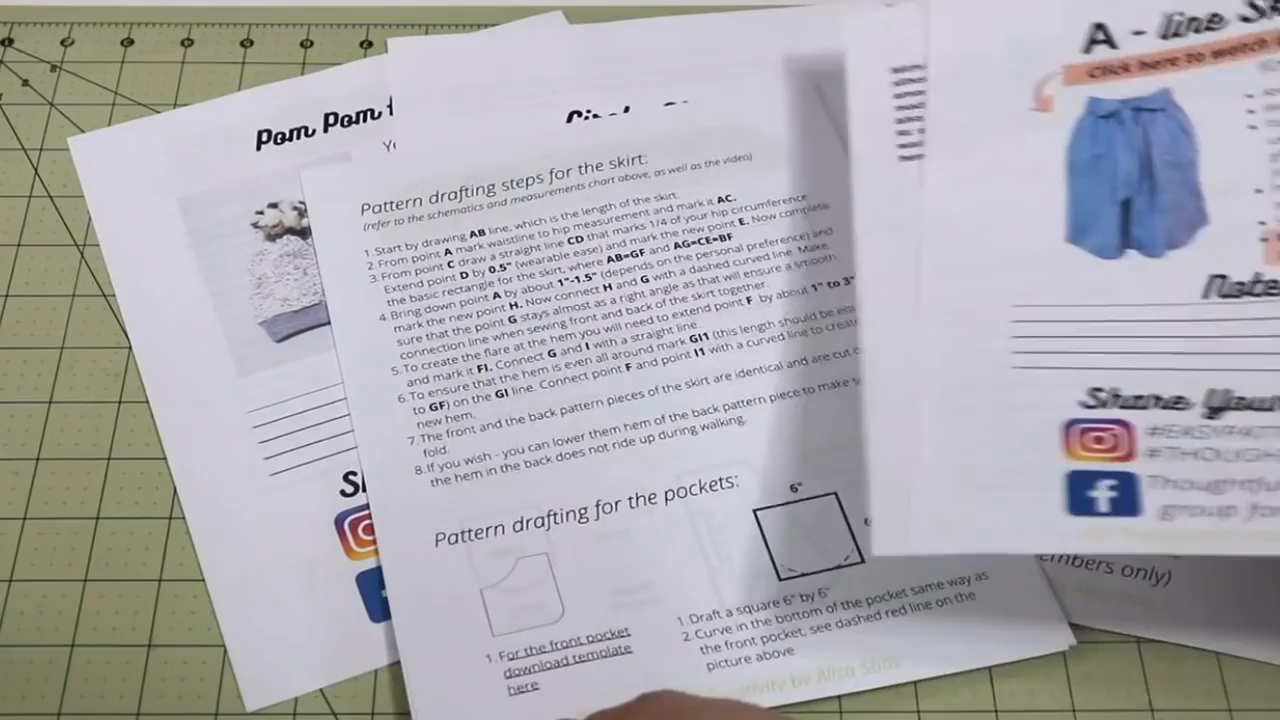 Pom Pom
Pattern drafting steps for the skirt:
(refer to the schematics and measurements chart above, as well as the video)
1. Start by drawing AB line, which is the length of the skirt.
2. From point A mark waistline to hip measurement and mark it AC.
3. From point C draw a straight line CD that marks 1/4 of your hip circumference
Extend point D by 0.5" (wearable ease) and mark the new point E. Now complete
the basic rectangle for the skirt, where AB=GF and AG=CE=BF
4. Bring down point A by about 1"-1.5" (depends on the personal preference) and
mark the new point H. Now connect H and G with a dashed curved line. Make
sure that the point G stays almost as a right angle as that will ensure a smooth
connection line when sewing front and back of the skirt together.
5. To create the flare at the hem you will need to extend point F by about 1" to 3"
and mark it FI. Connect G and I with a straight line.
6. To ensure that the hem is even all around mark GI1 (this length should be
to GF) on the GI line. Connect point F and point I1 with a curved line to create
new hem.
7. The front and the back pattern pieces of the skirt are identical and are cut
fold.
8. If you wish - you can lower them hem of the back pattern piece to make
the hem in the back does not ride up during walking.
Pattern drafting for the pockets:
6"
1. For the front pocket
download template
here
1. Draft a square 6" by 6"
2. Curve in the bottom of the pocket same way as
the front pocket, see dashed red line on the
picture above
A - line
Click here to watch
Note
Share Your
Thoughtful
group for
members only)